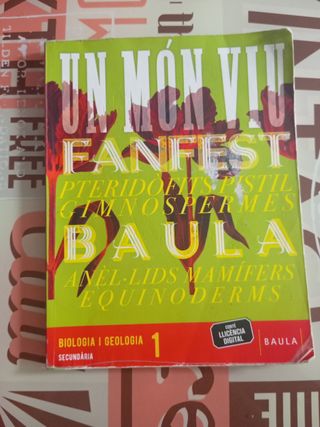 UN MÓN VIU
FANFEST
PTERIDÒFITS PISTIL
GIMNOSPERMES
BAULA
ANÈL·LIDS MAMÍFERS
EQUINODERMS
BIOLOGIA I GEOLOGIA 1
SECUNDÀRIA
CONTÉ
LLICÈNCIA
DIGITAL
BAULA